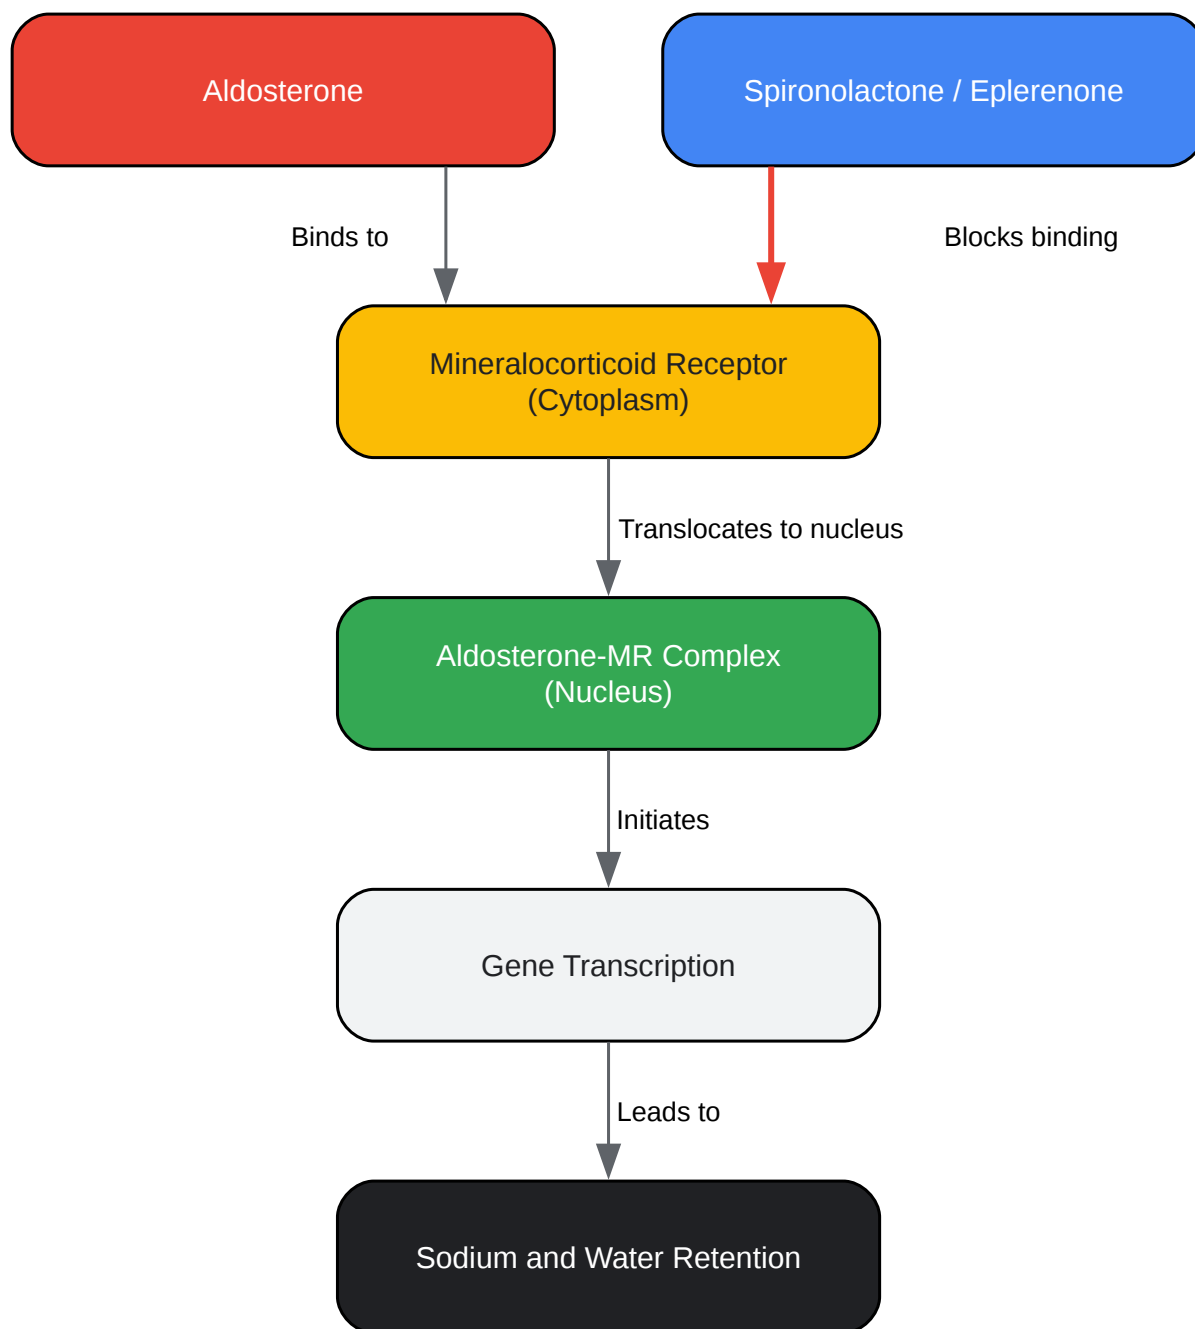 Aldosterone
Spironolactone / Eplerenone
Binds to
Blocks binding
Mineralocorticoid Receptor
(Cytoplasm)
Translocates to nucleus
Aldosterone-MR Complex
(Nucleus)
Initiates
Gene Transcription
Leads to
Sodium and Water Retention